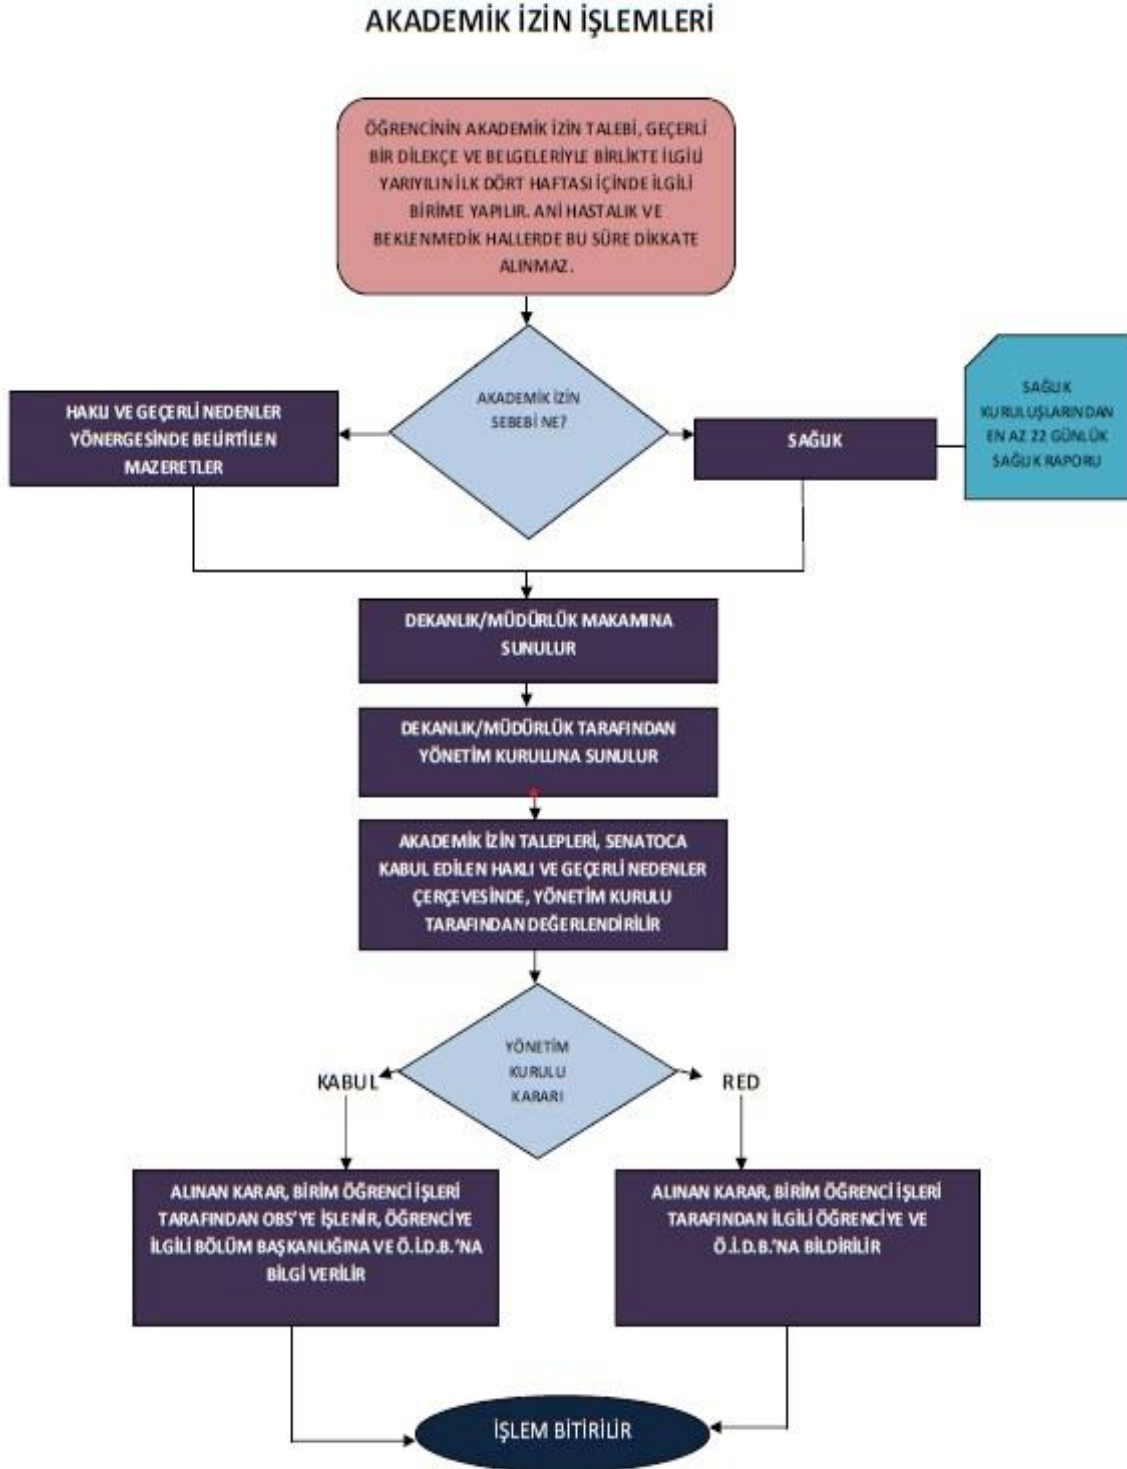 AKADEMİK İZİN İŞLEMLERİ
ÖĞRENCİNİN AKADEMİK İZİN TALEBİ, GEÇERLİ
BİR DİLEKÇE VE BELGELERİYLE BİRLİKTE İLGİLİ
YARIYILIN İLK DÖRT HAFTASI İÇİNDE İLGİLİ
BİRİME YAPILIR. ANİ HASTALIK VE
BEKLENMEDİK HALLERDE BU SÜRE DİKKATE
ALINMAZ.
AKADEMİK İZİN
SEBEBİ NE?
HAKLI VE GEÇERLİ NEDENLER
YÖNERGESİNDE BELİRTİLEN
MAZERETLER
SAĞLIK
SAĞLIK
KURULUŞLARINDAN
EN AZ 22 GÜNLÜK
SAĞLIK RAPORU
DEKANLIK/MÜDÜRLÜK MAKAMINA
SUNULUR
DEKANLIK/MÜDÜRLÜK TARAFINDAN
YÖNETİM KURULUNA SUNULUR
AKADEMİK İZİN TALEPLERİ, SENATOCA
KABUL EDİLEN HAKLI VE GEÇERLİ NEDENLER
ÇERÇEVESİNDE, YÖNETİM KURULU
TARAFINDAN DEĞERLENDİRİLİR
YÖNETİM
KURULU
KARARI
KABUL
RED
ALINAN KARAR, BİRİM ÖĞRENCİ İŞLERİ
TARAFINDAN OBS'YE İŞLENİR, ÖĞRENCİYE
İLGİLİ BÖLÜM BAŞKANLIĞINA VE Ö.İ.D.B.'NA
BİLGİ VERİLİR
ALINAN KARAR, BİRİM ÖĞRENCİ İŞLERİ
TARAFINDAN İLGİLİ ÖĞRENCİYE VE
Ö.İ.D.B.'NA BİLDİRİLİR
İŞLEM BİTİRİLİR